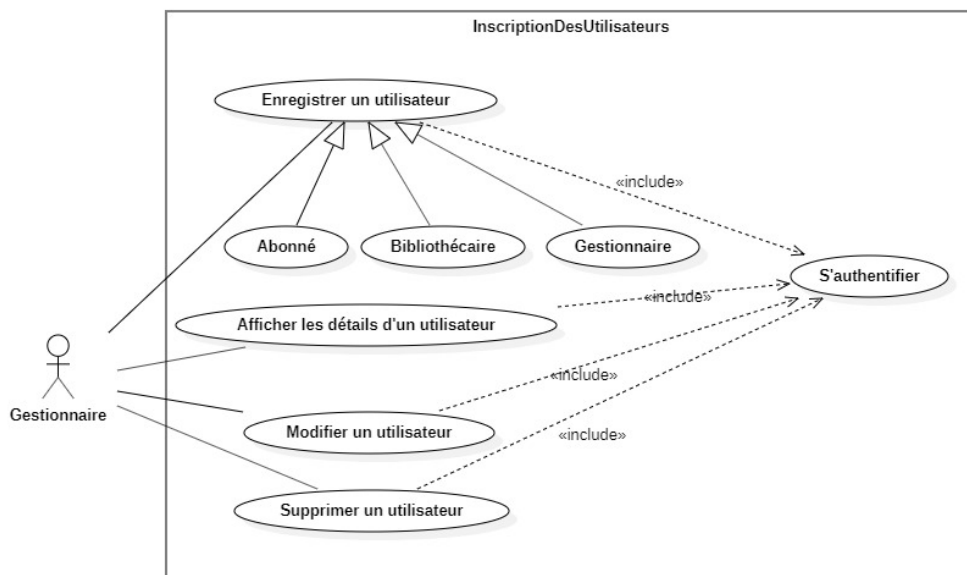 InscriptionDesUtilisateurs
Enregistrer un utilisateur
«include»
Abonné
Bibliothécaire
Gestionnaire
S'authentifier
«include»
Afficher les détails d'un utilisateur
Gestionnaire
«include»
Modifier un utilisateur
«include»
Supprimer un utilisateur